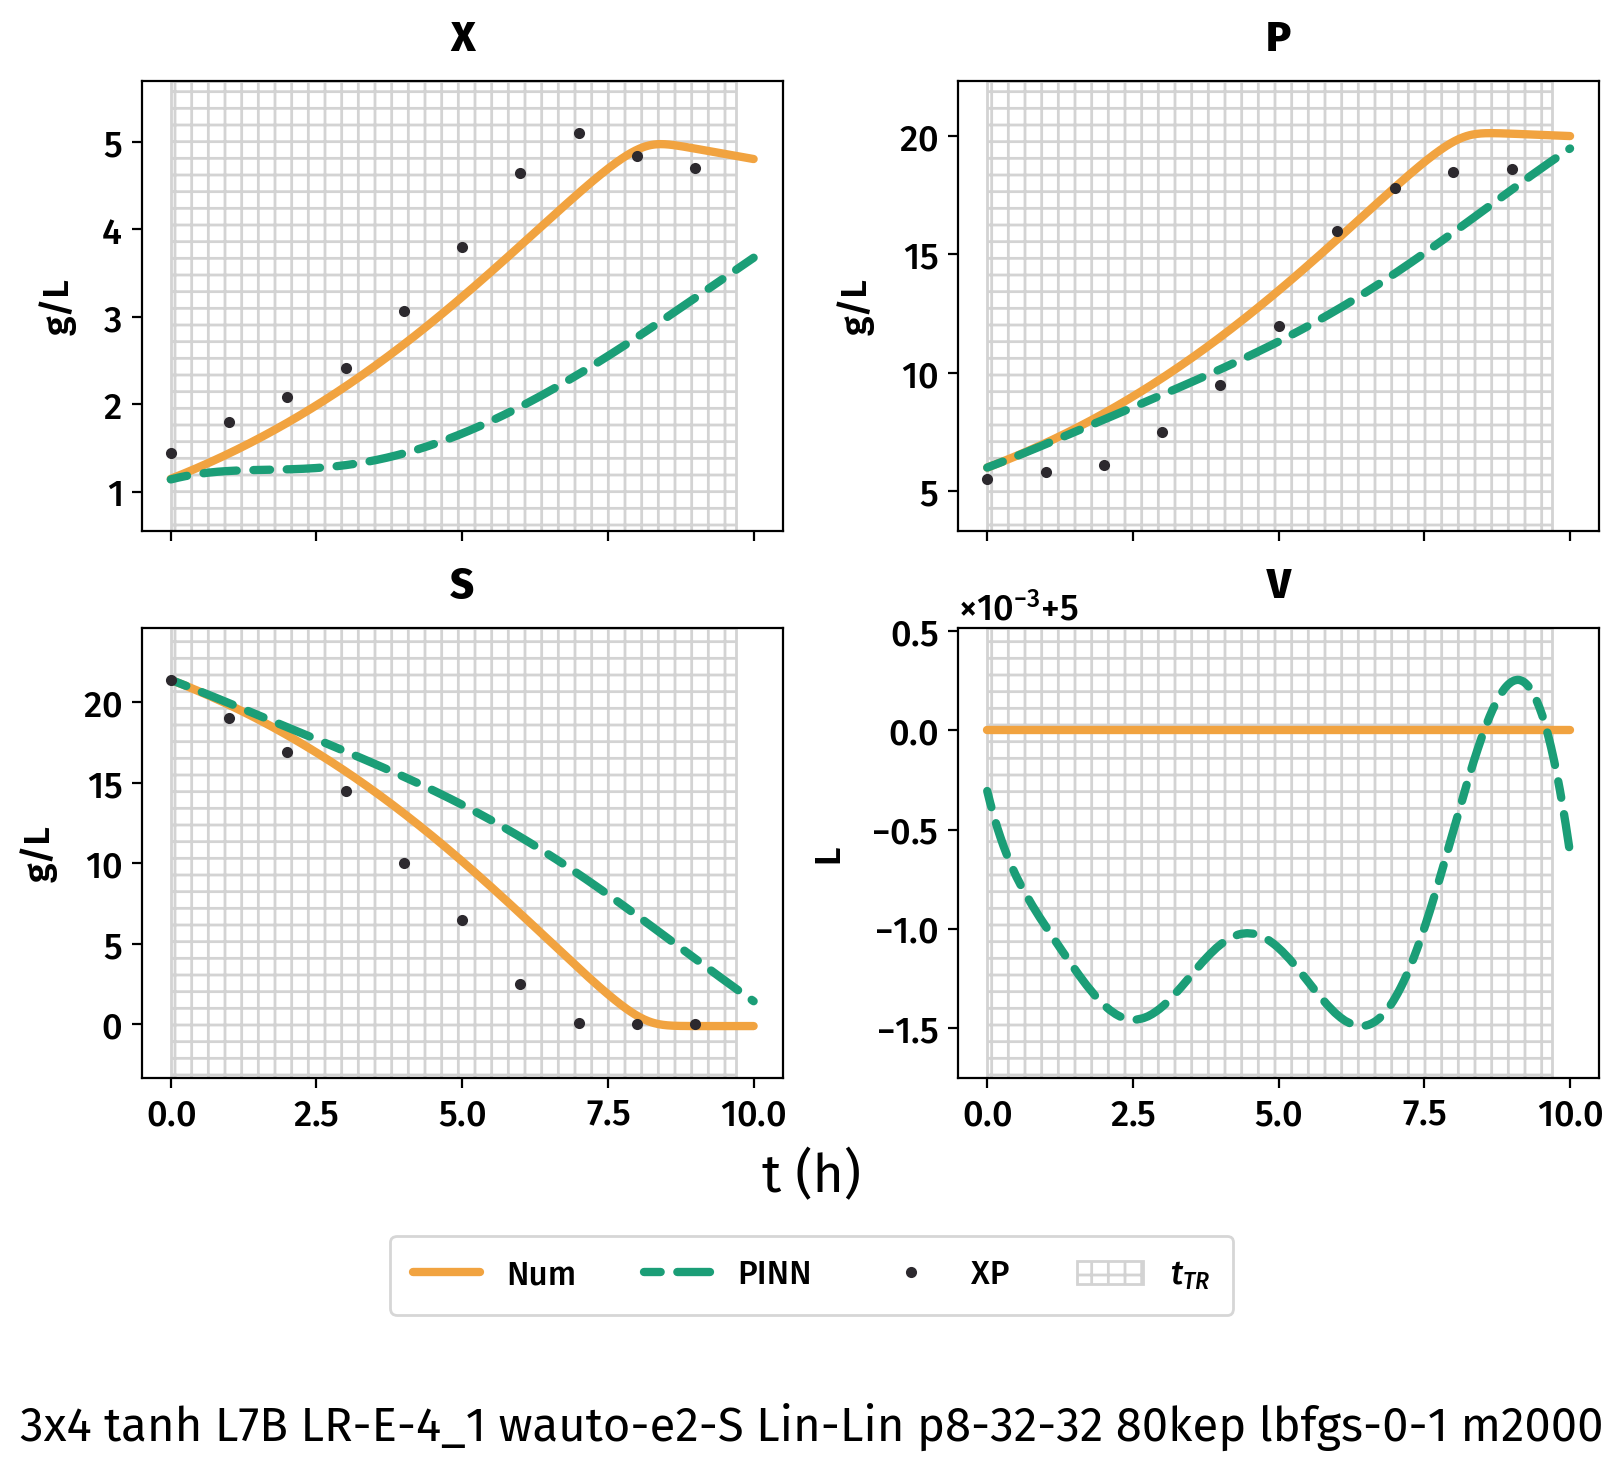 X
P
5
4
3
2
1
g/L
20
15
10
5
g/L
S
V
×10⁻³+5
20
15
10
5
0
g/L
0.5
0.0
−0.5
−1.0
−1.5
L
0.0 2.5 5.0 7.5 10.0
0.0 2.5 5.0 7.5 10.0
t (h)
Num PINN XP t_TR
3x4 tanh L7B LR-E-4_1 wauto-e2-S Lin-Lin p8-32-32 80kep lbfgs-0-1 m2000